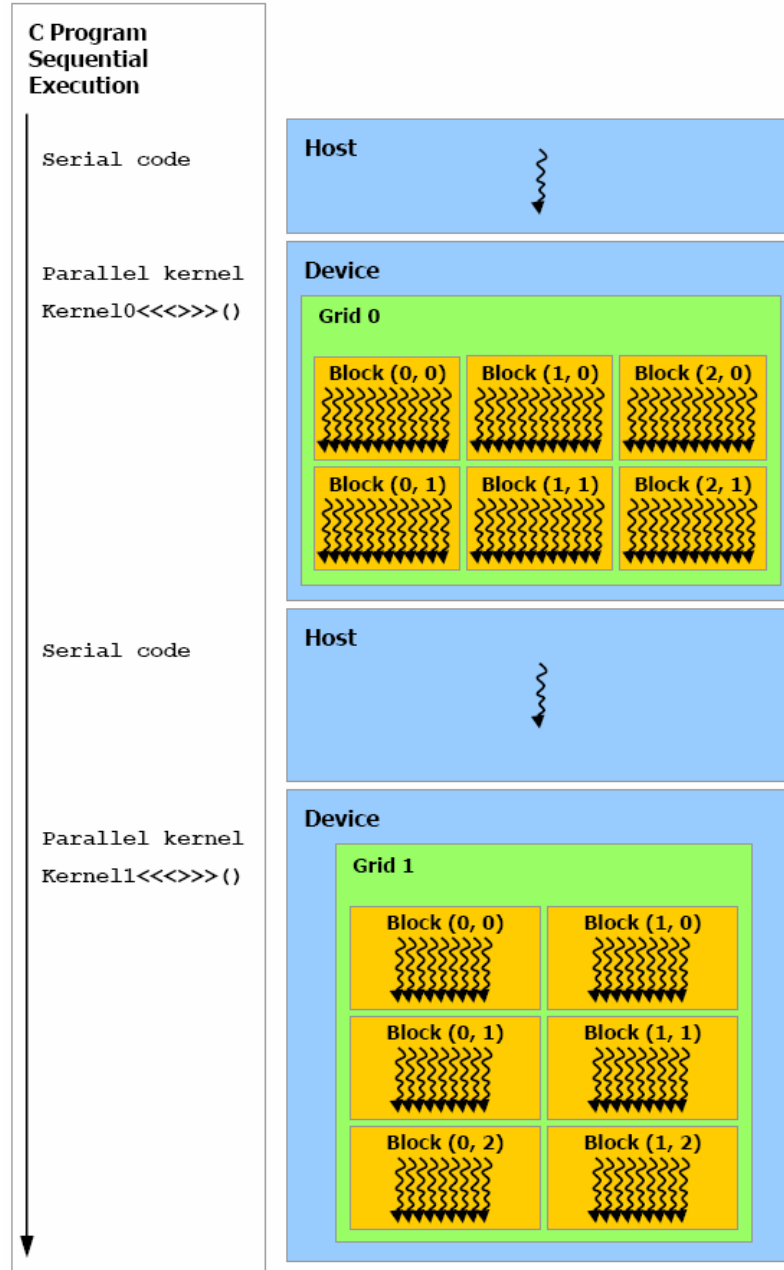 C Program
Sequential
Execution
Serial code
Host
Parallel kernel
Kernel0<<<>>>()
Device
Grid 0
Block (0, 0)
Block (1, 0)
Block (2, 0)
Block (0, 1)
Block (1, 1)
Block (2, 1)
Serial code
Host
Parallel kernel
Kernel1<<<>>>()
Device
Grid 1
Block (0, 0)
Block (1, 0)
Block (0, 1)
Block (1, 1)
Block (0, 2)
Block (1, 2)